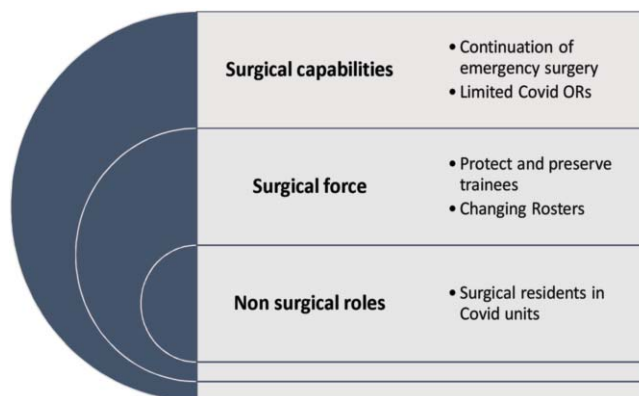 Surgical capabilities
• Continuation of
emergency surgery
• Limited Covid ORs
Surgical force
• Protect and preserve
trainees
• Changing Rosters
Non surgical roles
• Surgical residents in
Covid units